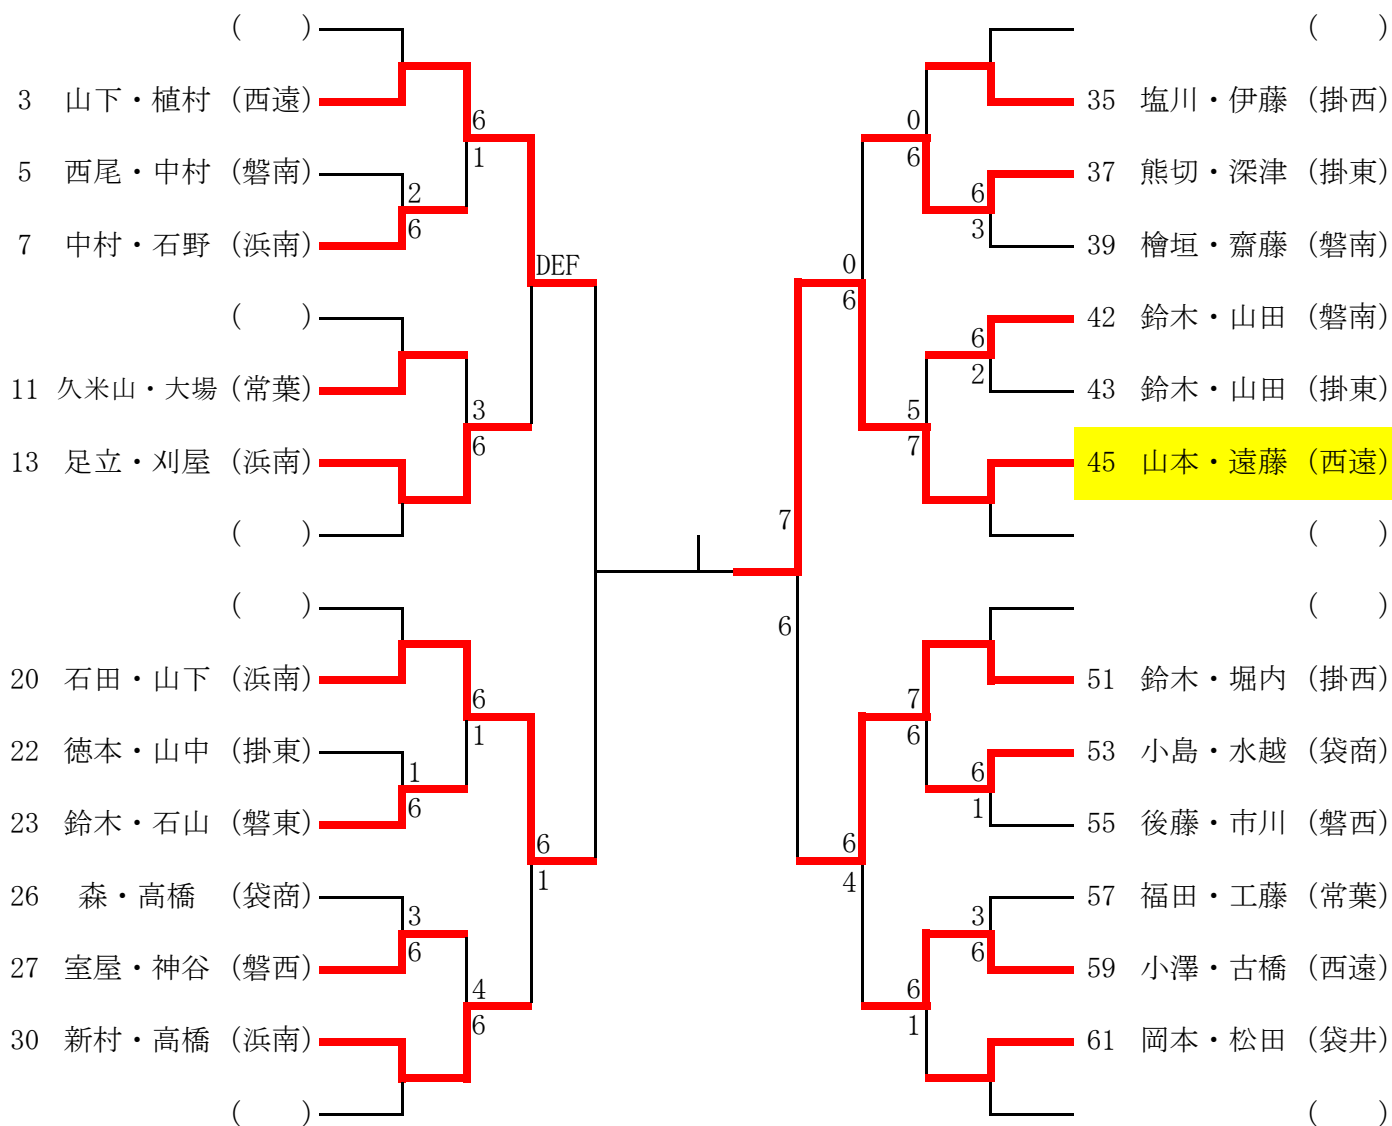 (　　)
3 山下・植村 (西遠)
6
1
5 西尾・中村 (磐南)
2
6
7 中村・石野 (浜南)
DEF
(　　)
11 久米山・大場 (常葉)
3
6
13 足立・刈屋 (浜南)
(　　)
(　　)
20 石田・山下 (浜南)
6
1
22 徳本・山中 (掛東)
1
6
23 鈴木・石山 (磐東)
6
1
26 森・高橋 (袋商)
3
6
27 室屋・神谷 (磐西)
4
6
30 新村・高橋 (浜南)
(　　)
7
6
(　　)
35 塩川・伊藤 (掛西)
0
6
37 熊切・深津 (掛東)
6
3
39 檜垣・齋藤 (磐南)
0
6
42 鈴木・山田 (磐南)
6
2
43 鈴木・山田 (掛東)
5
7
45 山本・遠藤 (西遠)
(　　)
(　　)
51 鈴木・堀内 (掛西)
7
6
53 小島・水越 (袋商)
6
1
55 後藤・市川 (磐西)
6
4
57 福田・工藤 (常葉)
3
6
59 小澤・古橋 (西遠)
6
1
61 岡本・松田 (袋井)
(　　)